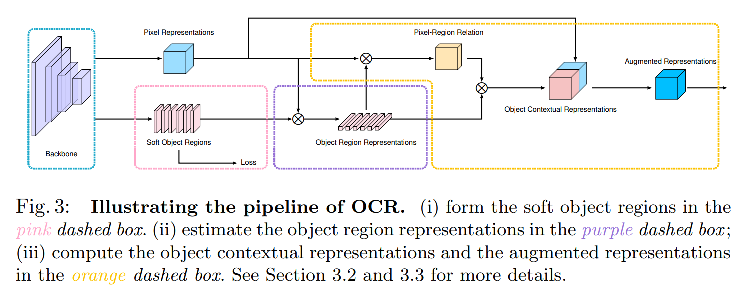 Pixel Representations
Pixel-Region Relation
Augmented Representations
Object Contextual Representations
Backbone
Soft Object Regions
Object Region Representations
Loss
Fig. 3: Illustrating the pipeline of OCR. (i) form the soft object regions in the
pink dashed box. (ii) estimate the object region representations in the purple dashed box;
(iii) compute the object contextual representations and the augmented representations
in the orange dashed box. See Section 3.2 and 3.3 for more details.